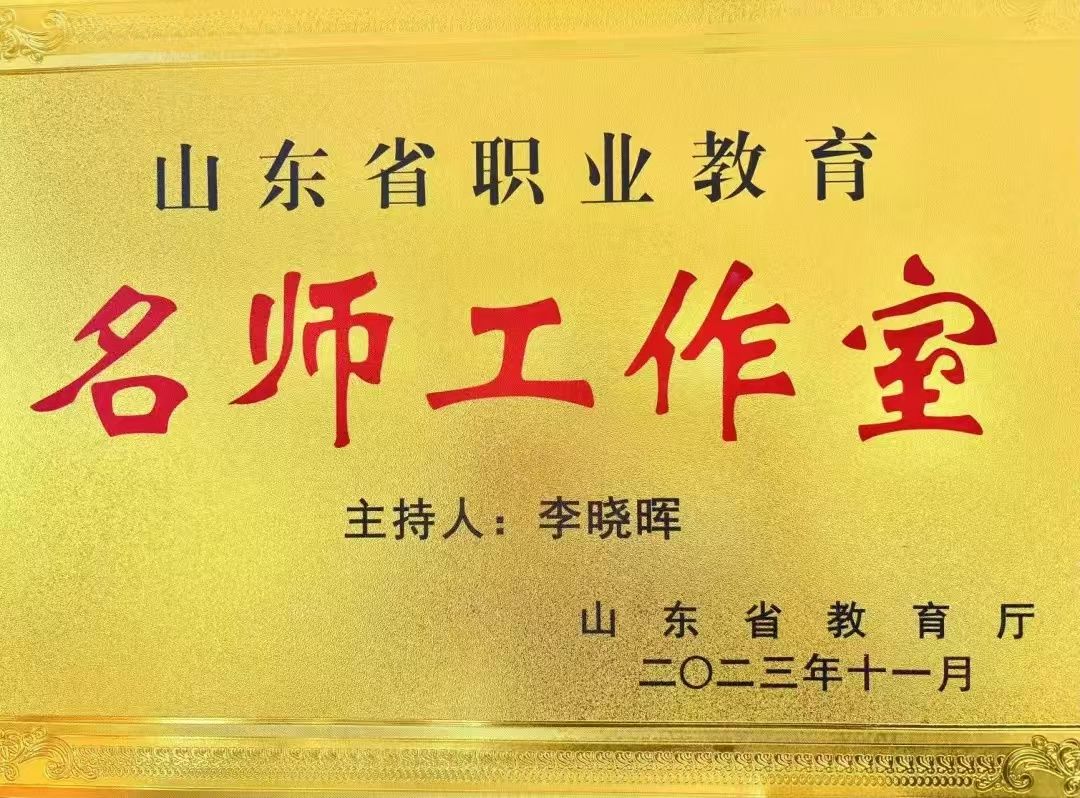 山东省职业教育
名师工作室
主持人：李晓晖
山东省教育厅
二〇二三年十一月